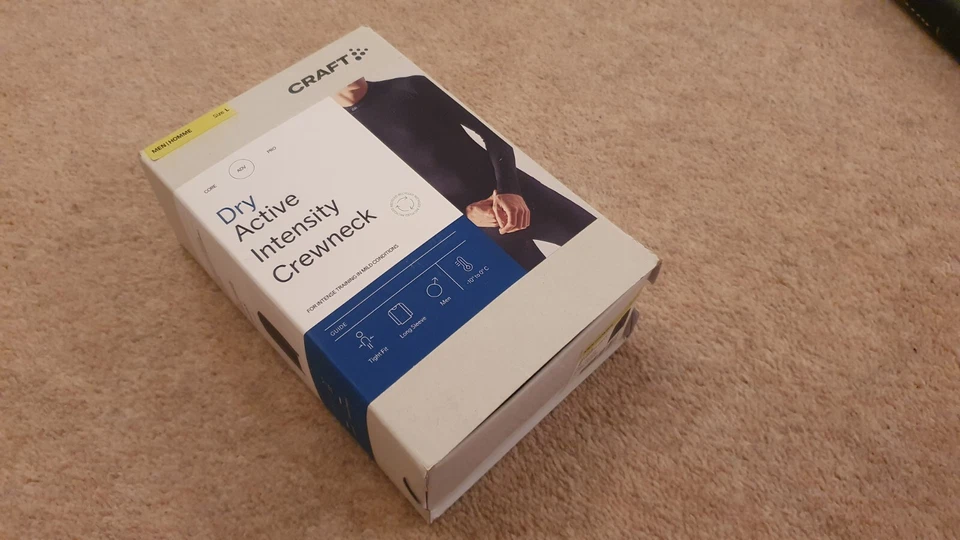 CRAFT
MEN | HOMME Size L
CORE ADV PRO
Dry
Active
Intensity
Crewneck
FOR INTENSE TRAINING IN MILD CONDITIONS
GUIDE
Tight Fit
Long Sleeve
Men
-10° to 0° C